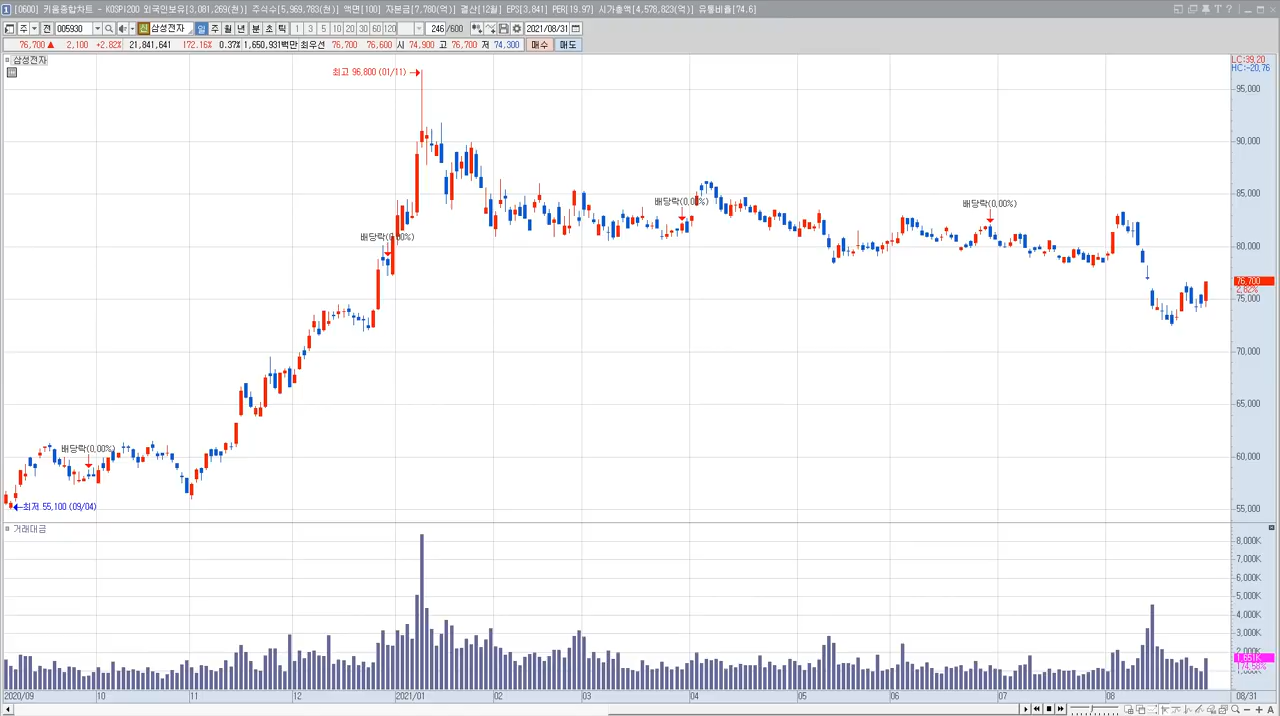 [0600] 키움종합차트 - KOSPI200 외국인보유[3,081,269(천)] 주식수[5,969,783(천)] 액면[100] 자본금[7,780(억)] 결산[12월] EPS[3,841] PER[19.97] 시가총액[4,578,823(억)] 유통비율[74.6]
주 전 005930 신 삼성전자 일 주 월 년 분 초 틱 1 3 5 10 20 30 60 120 246 /600 2021/08/31
76,700 ▲ 2,100 +2.82% 21,841,641 172.16% 0.37% 1,650,931백만 최우선 76,700 76,600 시 74,900 고 76,700 저 74,300 매수 매도
삼성전자
LC:39.20
HC:-20.76
최고 96,800 (01/11)
95,000
90,000
85,000
배당락(0.00%)
배당락(0.00%)
배당락(0.00%)
80,000
76,700
2.82%
75,000
70,000
65,000
60,000
배당락(0.00%)
최저 55,100 (09/04)
55,000
거래대금
8,000K
7,000K
6,000K
5,000K
4,000K
3,000K
2,000K
1,651K
174.58%
1,000K
2020/09 10 11 12 2021/01 02 03 04 05 06 07 08 08/31